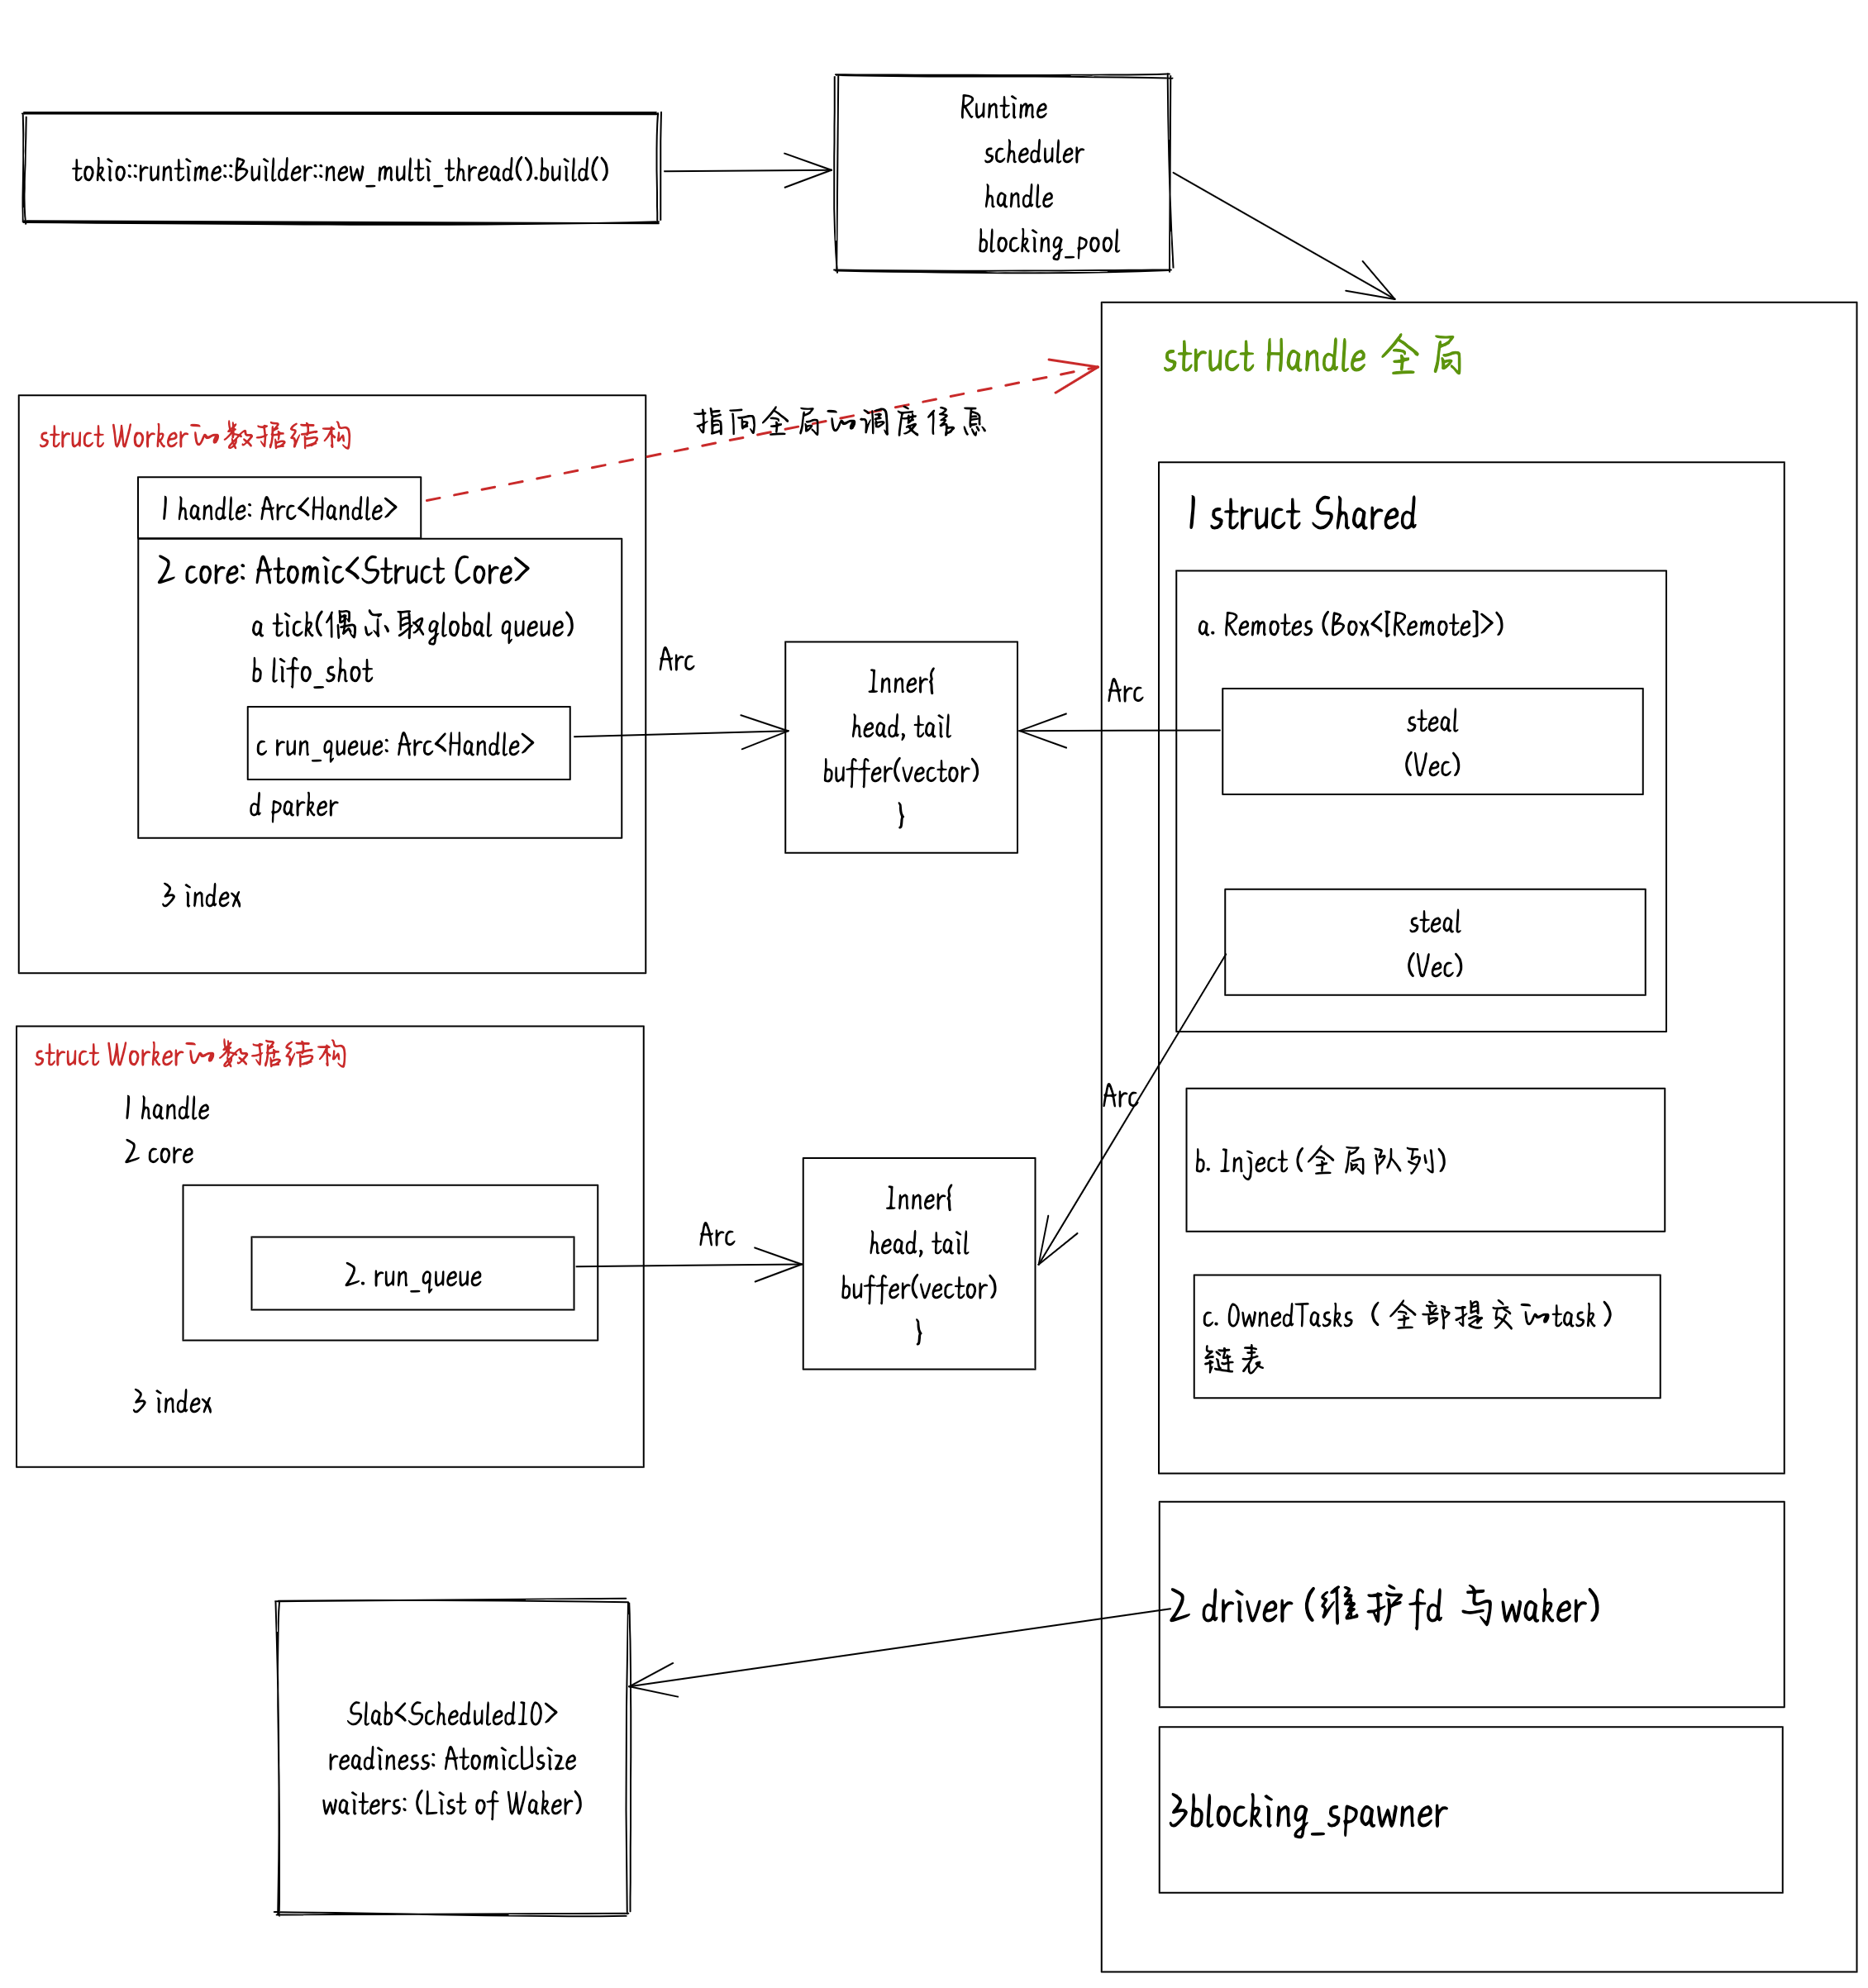 tokio::runtime::Builder::new_multi_thread().build()
Runtime
scheduler
handle
blocking_pool
struct Handle 全局
指向全局的调度信息
struct Worker的数据结构
1 handle: Arc<Handle>
2 core: Atomic<Struct Core>
a tick(偶尔取global queue)
b lifo_shot
c run_queue: Arc<Handle>
d parker
3 index
Arc
Inner{
head, tail
buffer(vector)
}
Arc
1 struct Shared
a. Remotes (Box<[Remote]>)
steal
(Vec)
steal
(Vec)
struct Worker的数据结构
1 handle
2 core
2. run_queue
3 index
Arc
Inner{
head, tail
buffer(vector)
}
Arc
b. Inject(全局队列)
c. OwnedTasks（全部提交的task）
链表
2 driver(维护fd 与waker)
Slab<ScheduledIO>
readiness: AtomicUsize
waiters: (List of Waker)
3blocking_spawner